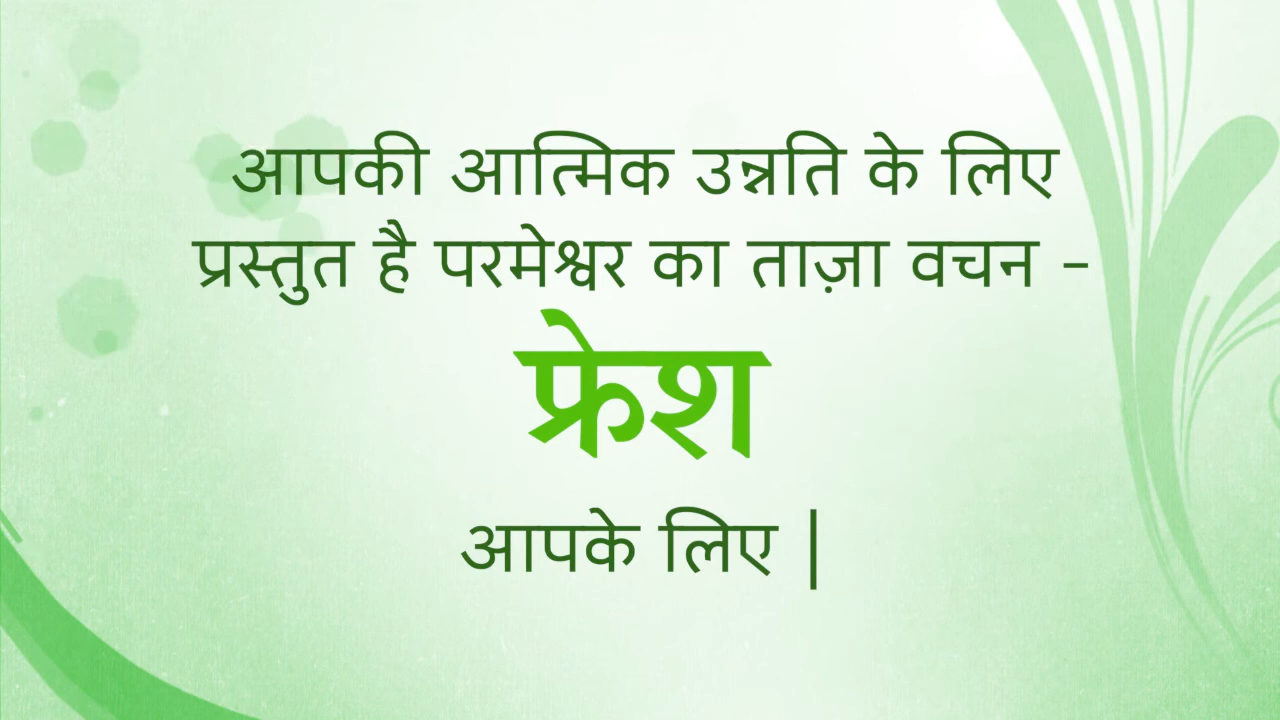 आपकी आत्मिक उन्नति के लिए
प्रस्तुत है परमेश्वर का ताज़ा वचन -
फ्रेश
आपके लिए |